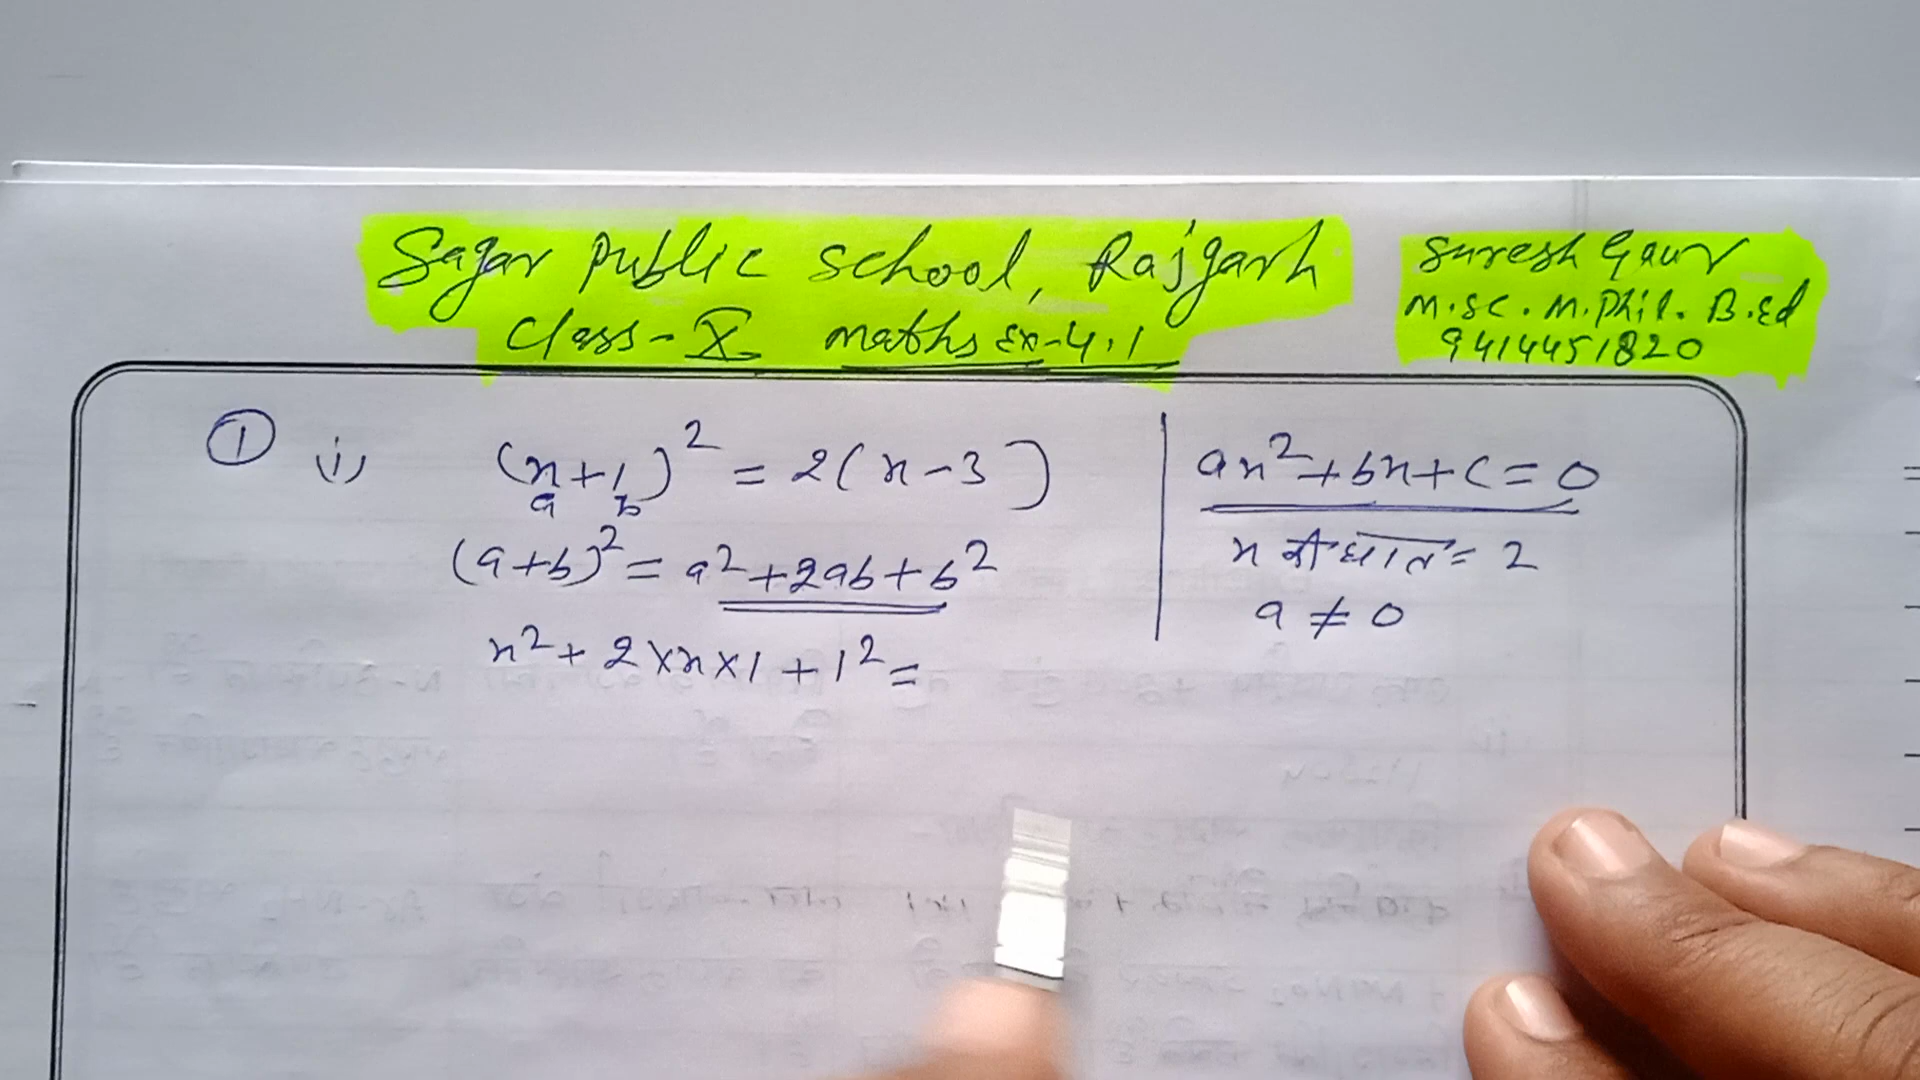 Sagar Public School, Rajgarh
Class - X Maths Ex-4.1
Suresh Gaur
M.Sc. M.Phil. B.Ed
9414451820
① i) (x+1)² = 2(x-3)
a b
(a+b)² = a²+2ab+b²
x² + 2×x×1 + 1² =
ax²+bx+c=0
x की घात = 2
a ≠ 0